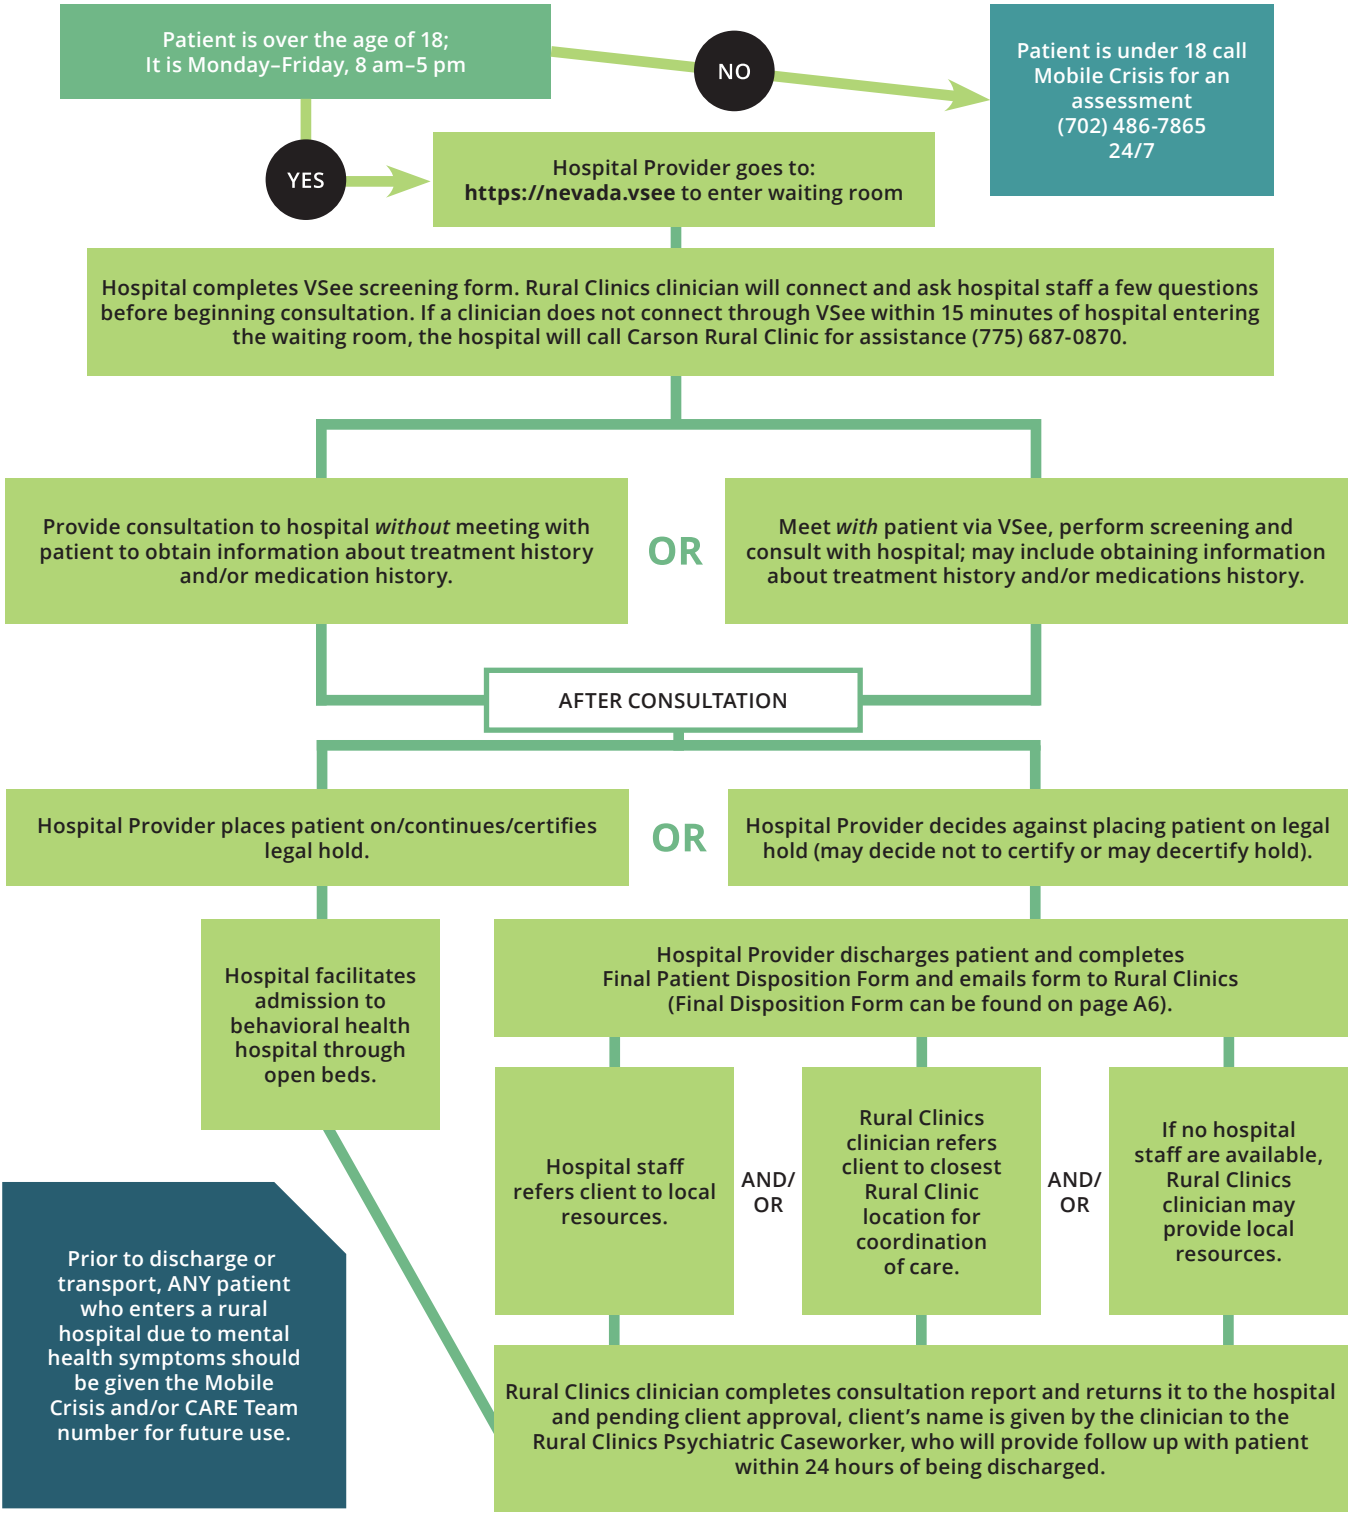 Patient is over the age of 18;
It is Monday–Friday, 8 am–5 pm
NO
Patient is under 18 call
Mobile Crisis for an
assessment
(702) 486-7865
24/7
YES
Hospital Provider goes to:
https://nevada.vsee to enter waiting room
Hospital completes VSee screening form. Rural Clinics clinician will connect and ask hospital staff a few questions
before beginning consultation. If a clinician does not connect through VSee within 15 minutes of hospital entering
the waiting room, the hospital will call Carson Rural Clinic for assistance (775) 687-0870.
Provide consultation to hospital without meeting with
patient to obtain information about treatment history
and/or medication history.
OR
Meet with patient via VSee, perform screening and
consult with hospital; may include obtaining information
about treatment history and/or medications history.
AFTER CONSULTATION
Hospital Provider places patient on/continues/certifies
legal hold.
OR
Hospital Provider decides against placing patient on legal
hold (may decide not to certify or may decertify hold).
Hospital facilitates
admission to
behavioral health
hospital through
open beds.
Hospital Provider discharges patient and completes
Final Patient Disposition Form and emails form to Rural Clinics
(Final Disposition Form can be found on page A6).
Hospital staff
refers client to local
resources.
AND/
OR
Rural Clinics
clinician refers
client to closest
Rural Clinic
location for
coordination
of care.
AND/
OR
If no hospital
staff are available,
Rural Clinics
clinician may
provide local
resources.
Prior to discharge or
transport, ANY patient
who enters a rural
hospital due to mental
health symptoms should
be given the Mobile
Crisis and/or CARE Team
number for future use.
Rural Clinics clinician completes consultation report and returns it to the hospital
and pending client approval, client's name is given by the clinician to the
Rural Clinics Psychiatric Caseworker, who will provide follow up with patient
within 24 hours of being discharged.